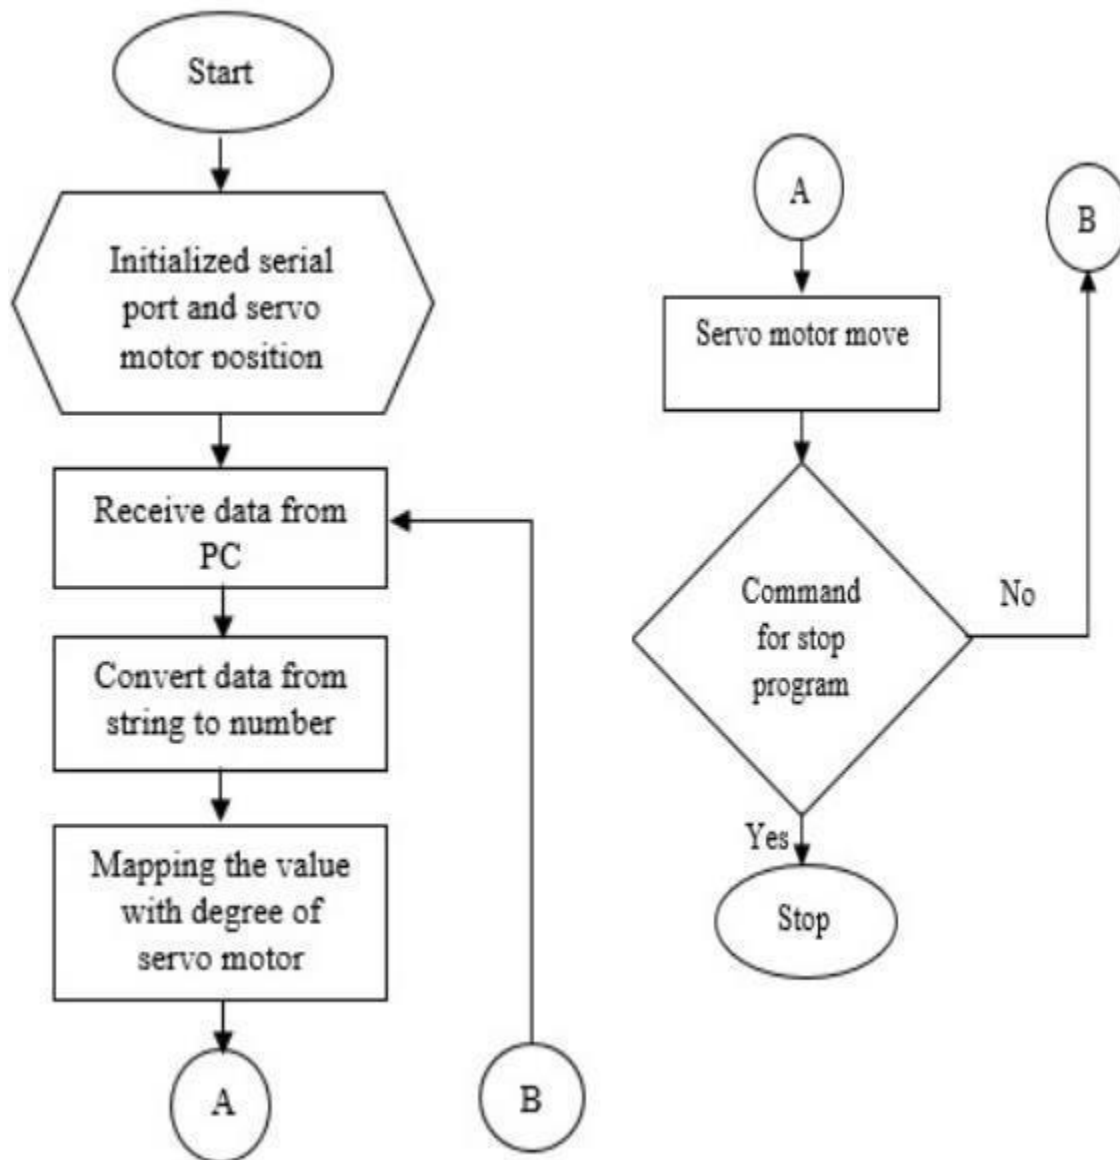 Start
Initialized serial
port and servo
motor position
Receive data from
PC
Convert data from
string to number
Mapping the value
with degree of
servo motor
A
B
A
Servo motor move
Command
for stop
program
No
B
Yes
Stop